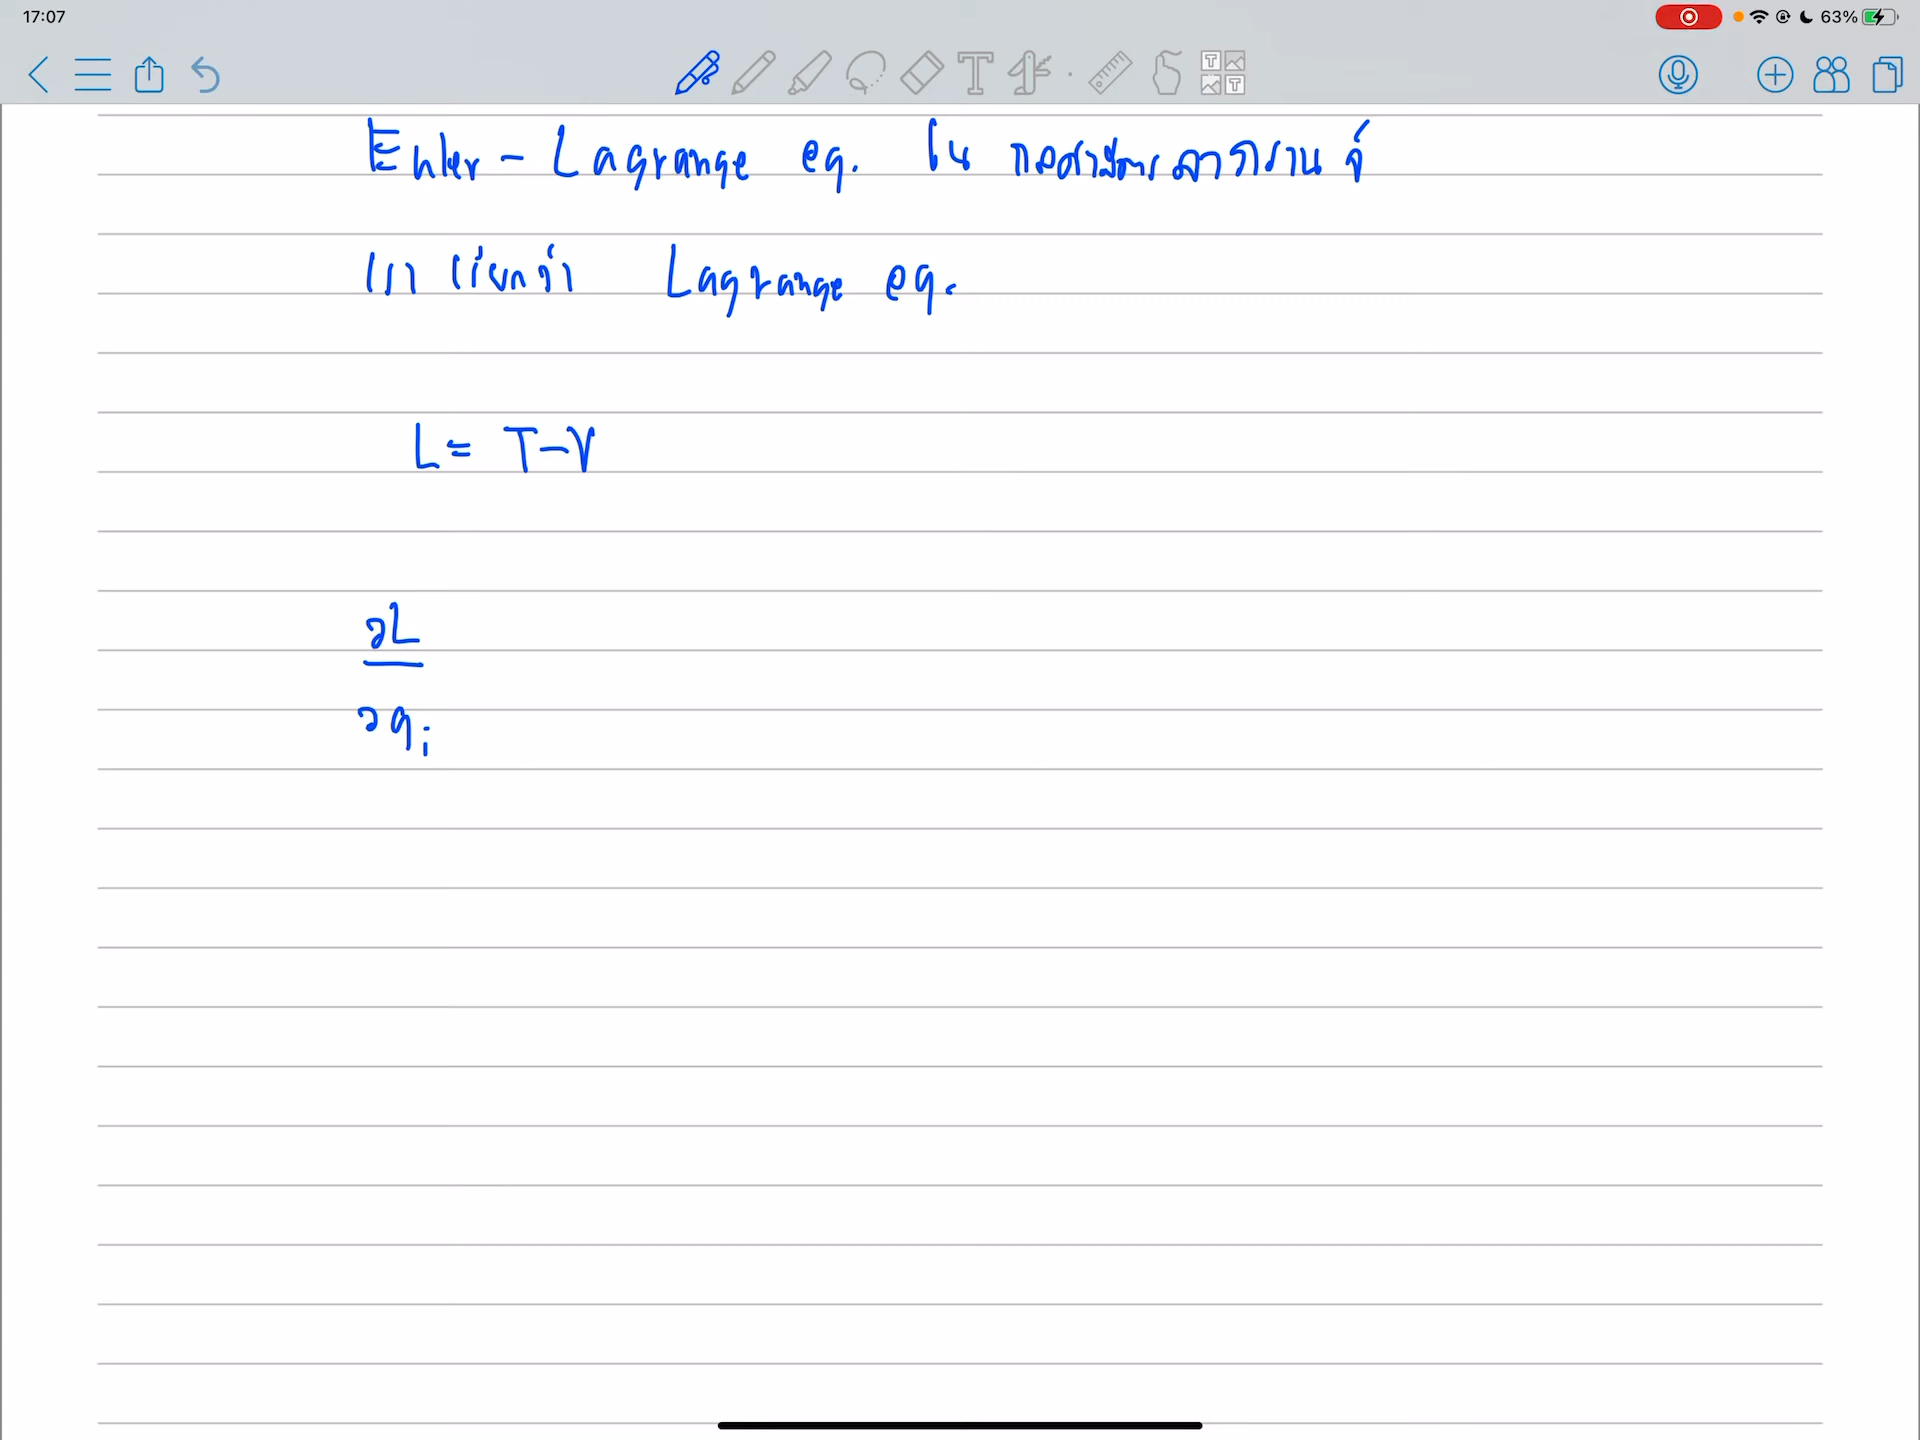 17:07
63%
Euler - Lagrange eq. ใน กลศาสตร์ลากรานจ์
เรา เรียกว่า Lagrange eq.
L = T - V
∂L
∂q_i